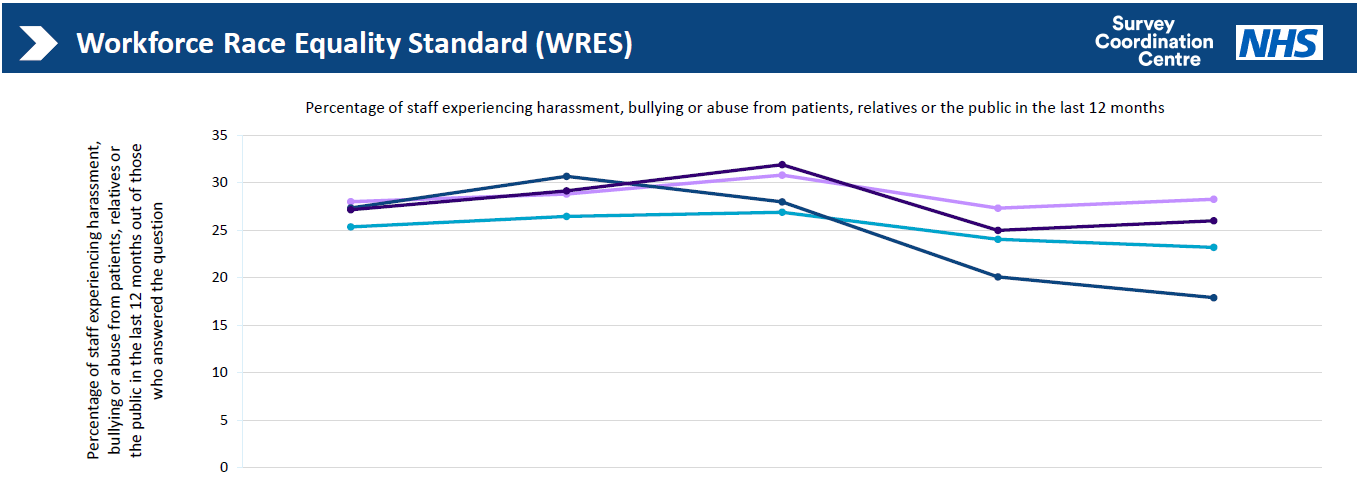 Workforce Race Equality Standard (WRES)
Survey
Coordination
Centre
NHS
Percentage of staff experiencing harassment, bullying or abuse from patients, relatives or the public in the last 12 months
Percentage of staff experiencing harassment,
bullying or abuse from patients, relatives or
the public in the last 12 months out of those
who answered the question
35
30
25
20
15
10
5
0